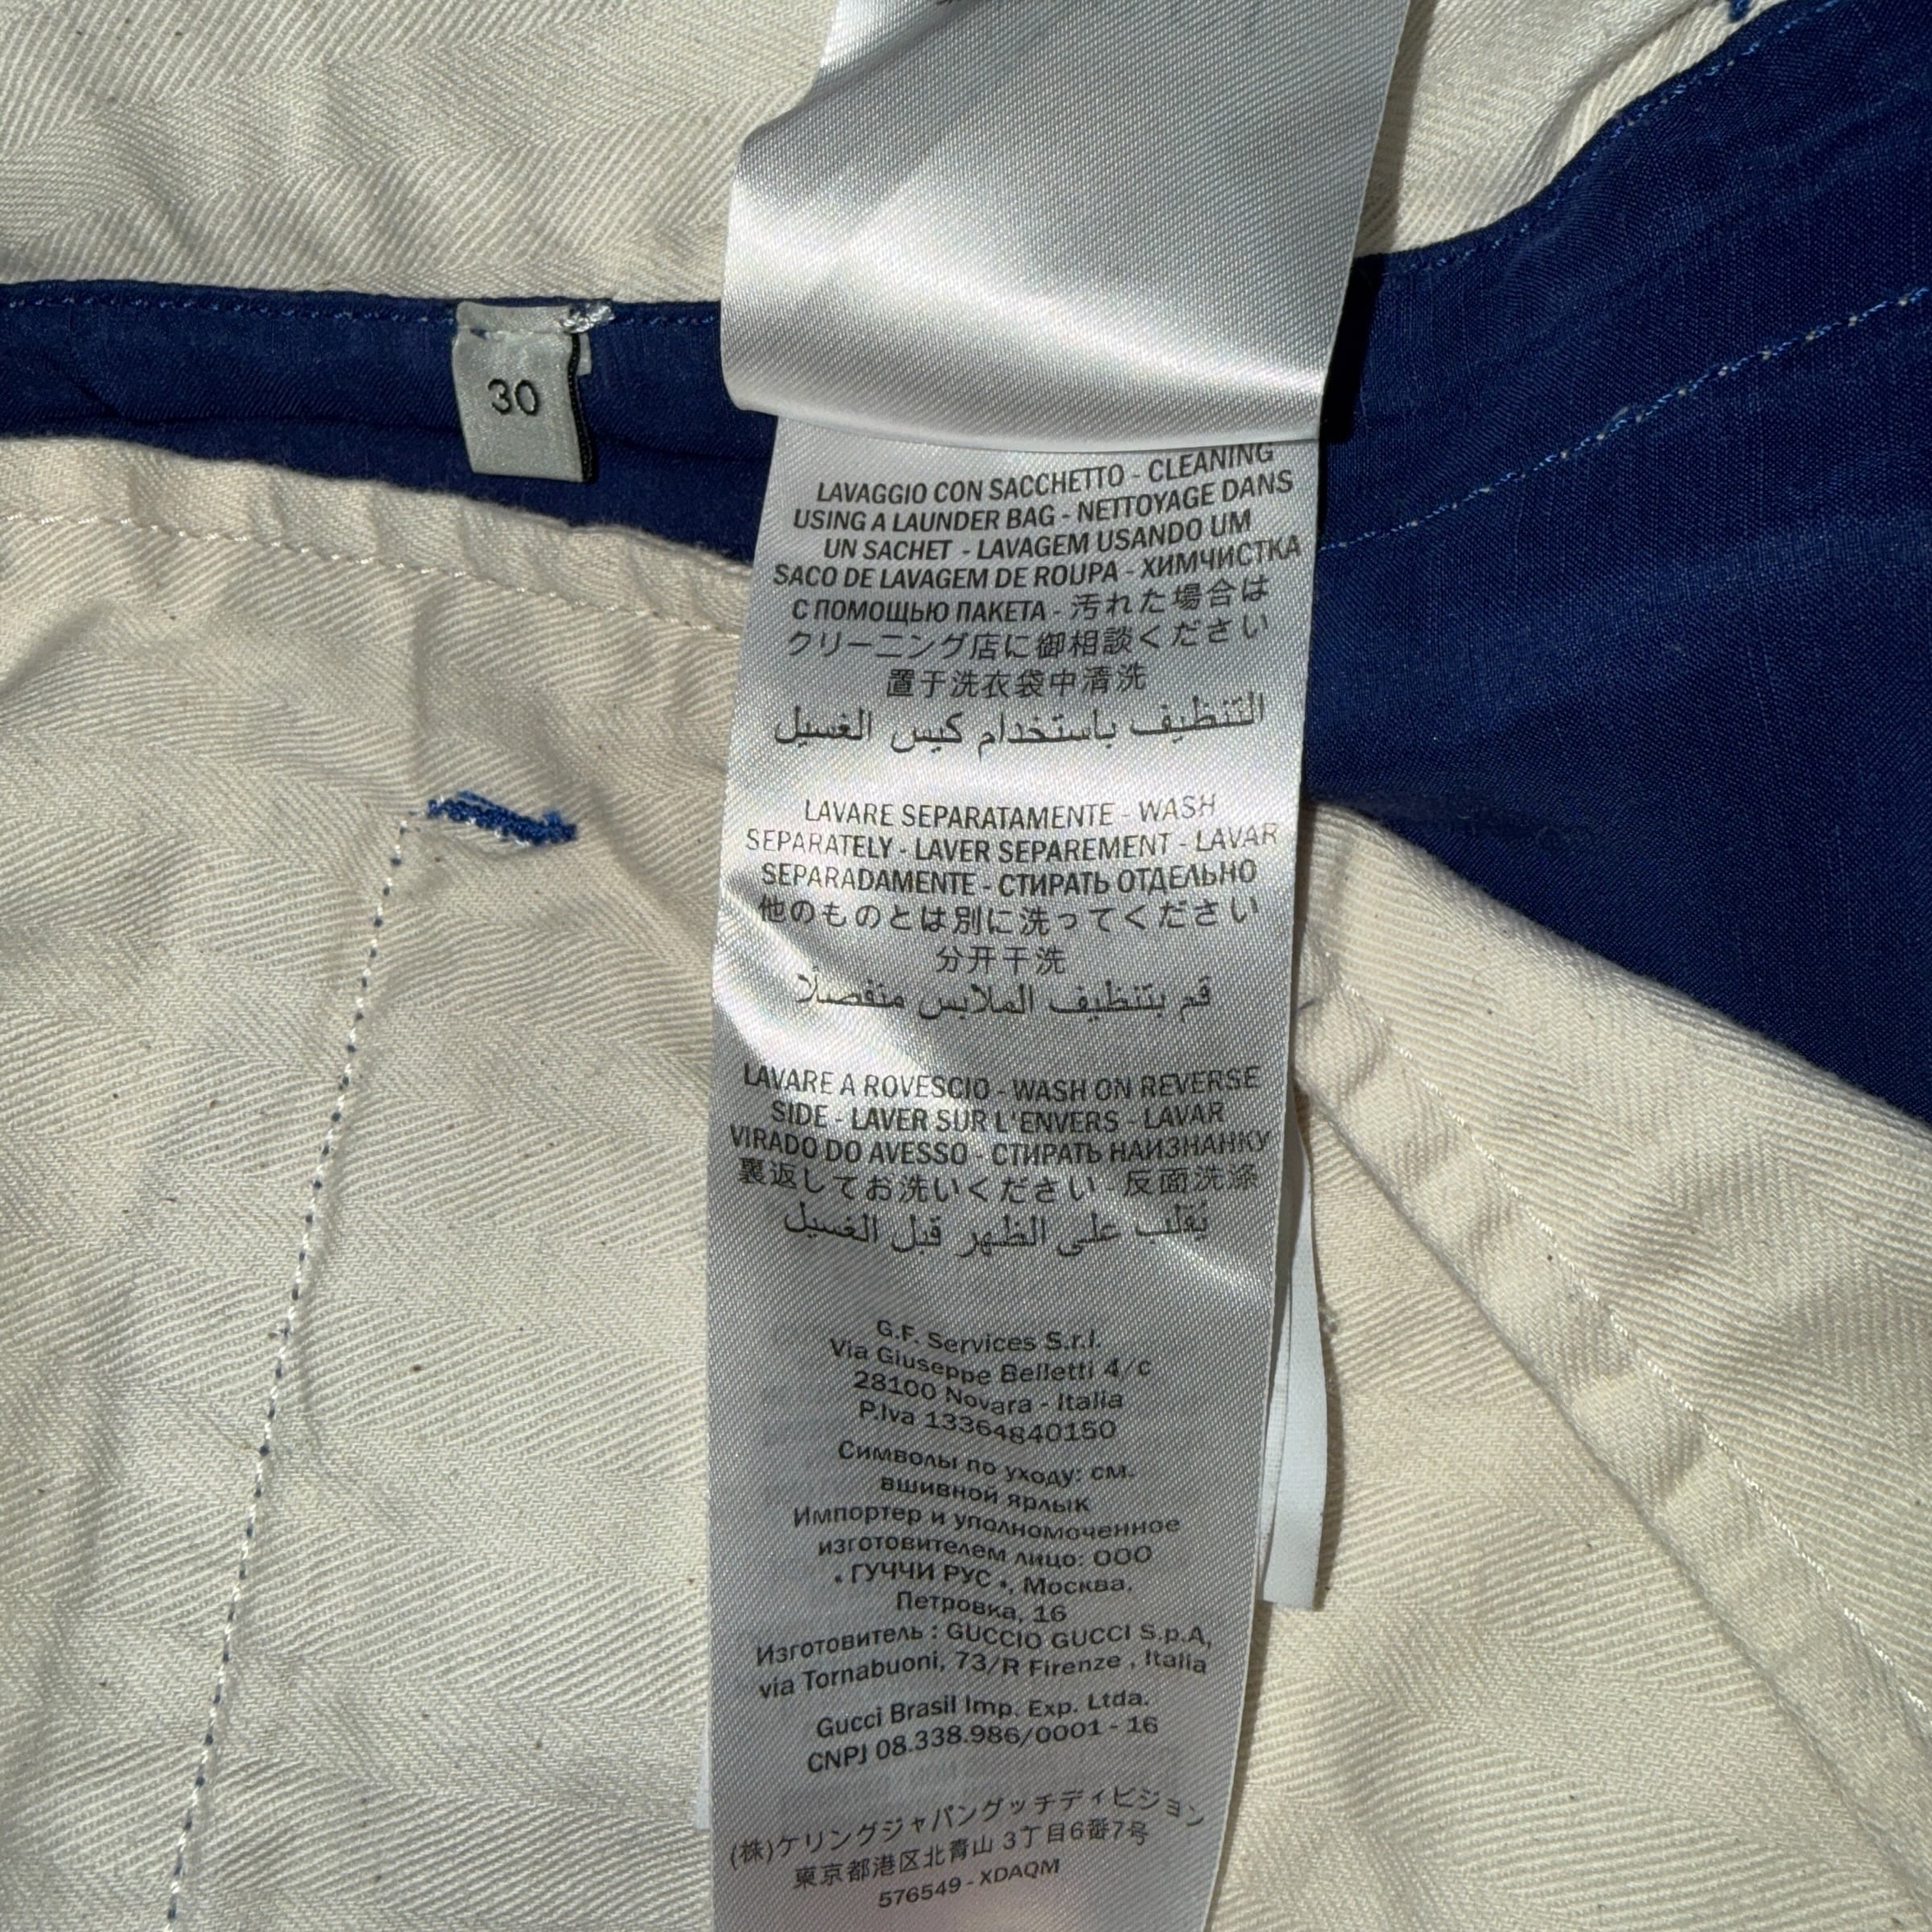 30
LAVAGGIO CON SACCHETTO - CLEANING
USING A LAUNDER BAG - NETTOYAGE DANS
UN SACHET - LAVAGEM USANDO UM
SACO DE LAVAGEM DE ROUPA - ХИМЧИСТКА
С ПОМОЩЬЮ ПАКЕТА - 汚れた場合は
クリーニング店に御相談ください
置于洗衣袋中清洗
التنظيف باستخدام كيس الغسيل
LAVARE SEPARATAMENTE - WASH
SEPARATELY - LAVER SEPAREMENT - LAVAR
SEPARADAMENTE - СТИРАТЬ ОТДЕЛЬНО
他のものとは別に洗ってください
分开干洗
قم بتنظيف الملابس منفصلًا
LAVARE A ROVESCIO - WASH ON REVERSE
SIDE - LAVER SUR L'ENVERS - LAVAR
VIRADO DO AVESSO - СТИРАТЬ НАИЗНАНКУ
裏返してお洗いください - 反面洗涤
يُقلب على الظهر قبل الغسيل
G.F. Services S.r.l.
Via Giuseppe Belletti 4/c
28100 Novara - Italia
P.Iva 13364840150
Символы по уходу: см.
вшивной ярлык
Импортер и уполномоченное
изготовителем лицо: ООО
• ГУЧЧИ РУС •, Москва,
Петровка, 16
Изготовитель : GUCCIO GUCCI S.p.A,
via Tornabuoni, 73/R Firenze , Italia
Gucci Brasil Imp. Exp. Ltda.
CNPJ 08.338.986/0001 - 16
(株)ケリングジャパングッチディビジョン
東京都港区北青山 3丁目6番7号
576549 - XDAQM